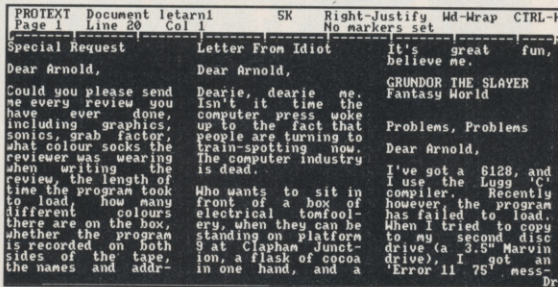 PROTEXT Document letarn1 5K Right-Justify Wd-Wrap CTRL-H
Page 1 Line 20 Col 1 No markers set
Special Request
Dear Arnold,
Could you please send
me every review you
have ever done,
including graphics,
sonics, grab factor,
what colour socks the
reviewer was wearing
when writing the
review, the length of
time the program took
to load, how many
different colours
there are on the box,
whether the program
is recorded on both
sides of the tape,
the names and addr-
Letter From Idiot
Dear Arnold,
Dearie, dearie me.
Isn't it time the
computer press woke
up to the fact that
people are turning to
train-spotting now.
The computer industry
is dead.
Who wants to sit in
front of a box of
electrical tomfool-
ery, when they can be
standing on platform
9 at Clapham Junct-
ion, a flask of cocoa
in one hand, and a
It's great fun,
believe me.
GRUNDOR THE SLAYER
Fantasy World
Problems, Problems
Dear Arnold,
I've got a 6128, and
I use the Lugg 'C'
compiler. Recently
however, the program
has failed to load.
When I tried to copy
to my second disc
drive (a 3.5" Marvin
drive), I got an
'Error 11 75' mess-